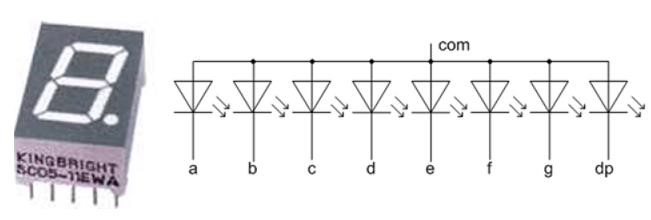 com
KINGBRIGHT
SC05-11EWA
a b c d e f g dp